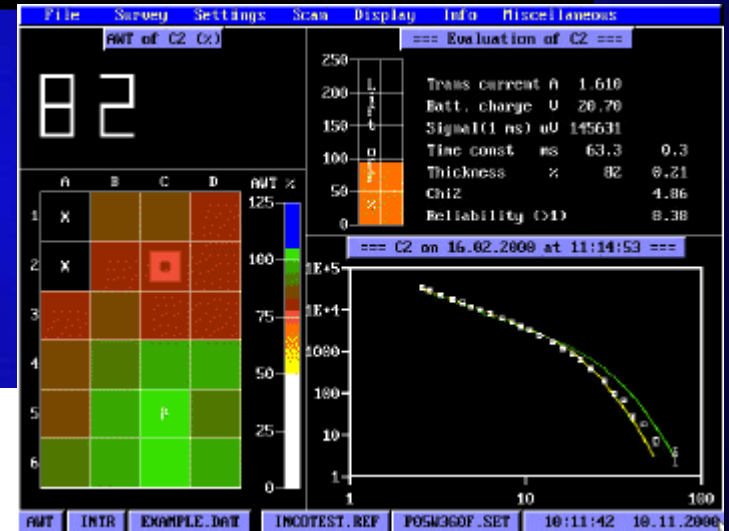 File Survey Settings Scan Display Info Miscellaneous
AWT of C2 (%)
82
=== Evaluation of C2 ===
250
200
150
100
50
0
%
Trans current A 1.610
Batt. charge V 20.70
Signal(1 ms) uV 145631
Time const ms 63.3 0.3
Thickness % 82 0.21
Chi2 4.86
Reliability (>1) 8.38
A B C D AWT %
1 X
2 X
3
4
5
6
125
100
75
50
25
0
=== C2 on 16.02.2000 at 11:14:53 ===
1E+5
1E+4
1000
100
10
1
1 10 100
AWT INTR EXAMPLE.DAT INCOTEST.REF POSW360F.SET 10:11:42 10.11.2000